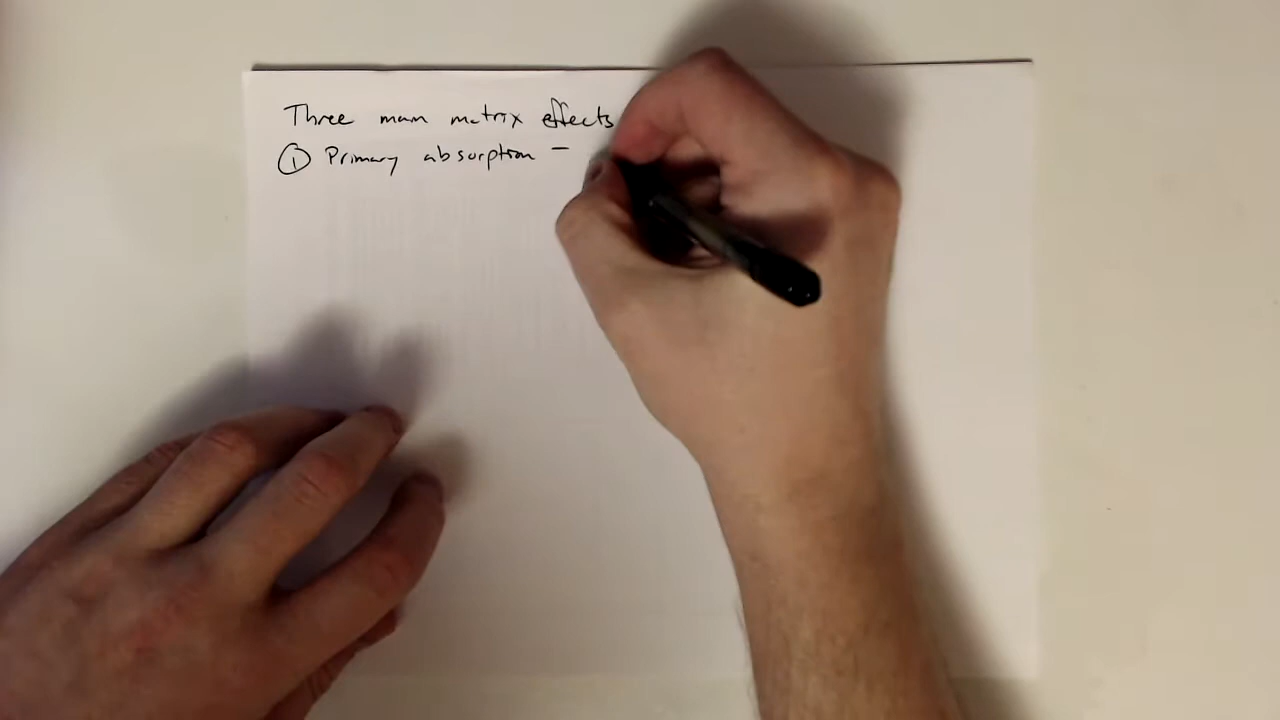 Three main matrix effects
① Primary absorption –